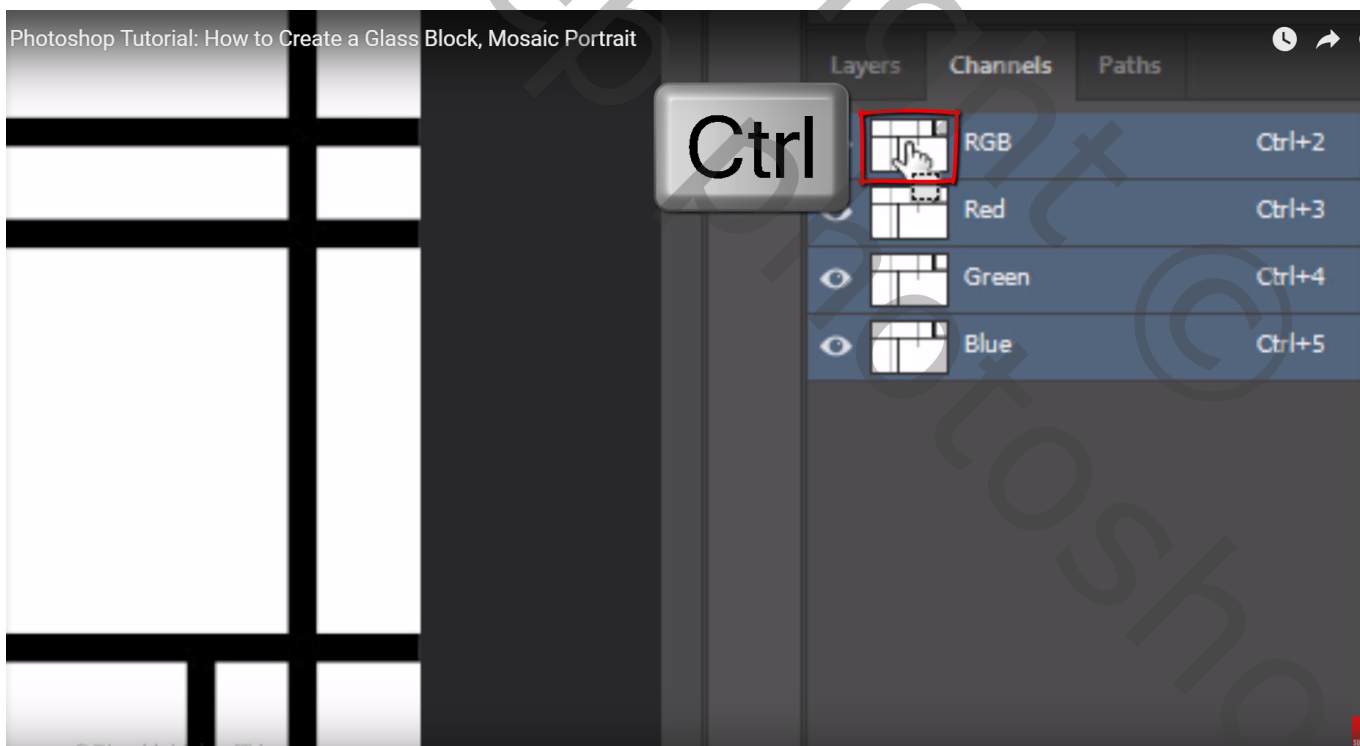 Photoshop Tutorial: How to Create a Glass Block, Mosaic Portrait
Layers Channels Paths
Ctrl
RGB Ctrl+2
Red Ctrl+3
Green Ctrl+4
Blue Ctrl+5
©